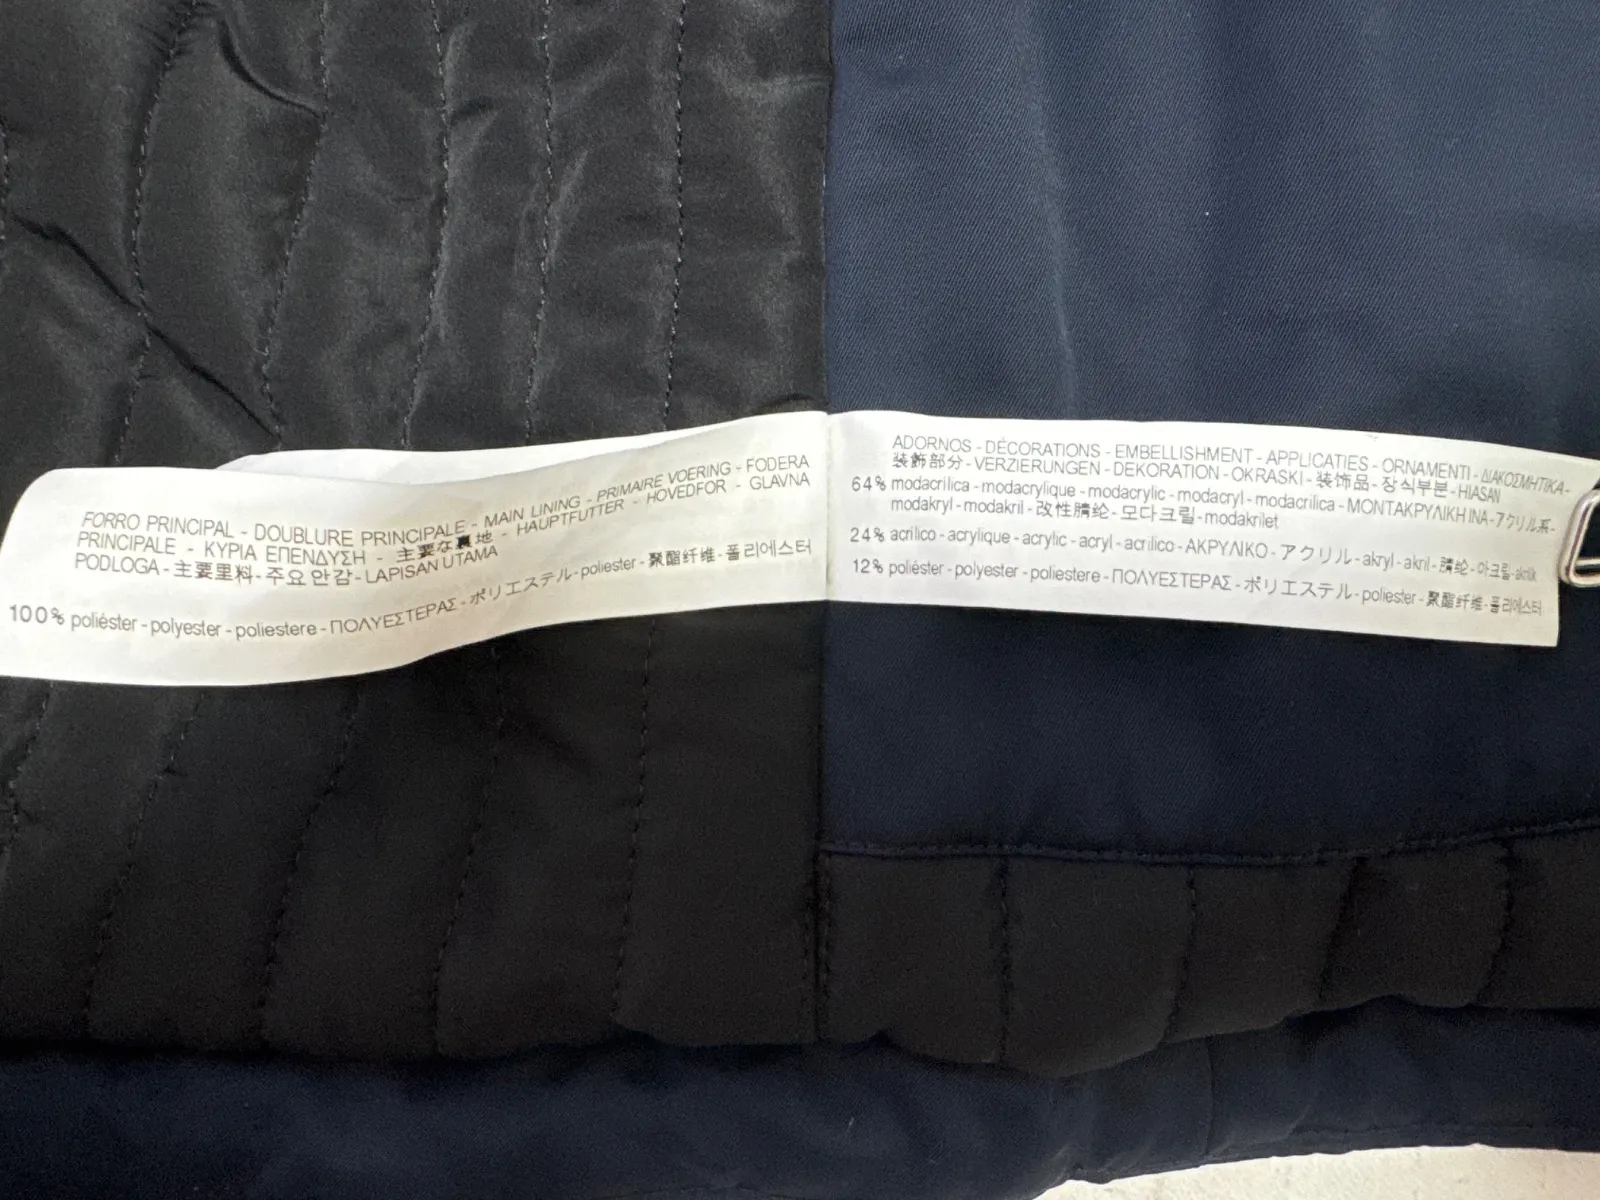 FORRO PRINCIPAL - DOUBLURE PRINCIPALE - MAIN LINING - PRIMAIRE VOERING - FODERA
PRINCIPALE - ΚΥΡΙΑ ΕΠΕΝΔΥΣΗ - 主要な裏地 - HAUPTFUTTER - HOVEDFOR - GLAVNA
PODLOGA - 主要里料 - 주요 안감 - LAPISAN UTAMA
100% poliéster - polyester - poliestere - ΠΟΛΥΕΣΤΕΡΑΣ - ポリエステル - poliester - 聚酯纤维 - 폴리에스터
ADORNOS - DÉCORATIONS - EMBELLISHMENT - APPLICATIES - ORNAMENTI - ΔΙΑΚΟΣΜΗΤΙΚΑ -
装飾部分 - VERZIERUNGEN - DEKORATION - OKRASKI - 装饰品 - 장식부분 - HIASAN
64% modacrílica - modacrylique - modacrylic - modacryl - modacrilica - ΜΟΝΤΑΚΡΥΛΙΚΗ ΙΝΑ - アクリル系 -
modakryl - modakril - 改性腈纶 - 모다크릴 - modakrilet
24% acrílico - acrylique - acrylic - acryl - acrilico - ΑΚΡΥΛΙΚΟ - アクリル - akryl - akril - 腈纶 - 아크릴 - akrilik
12% poliéster - polyester - poliestere - ΠΟΛΥΕΣΤΕΡΑΣ - ポリエステル - poliester - 聚酯纤维 - 폴리에스터